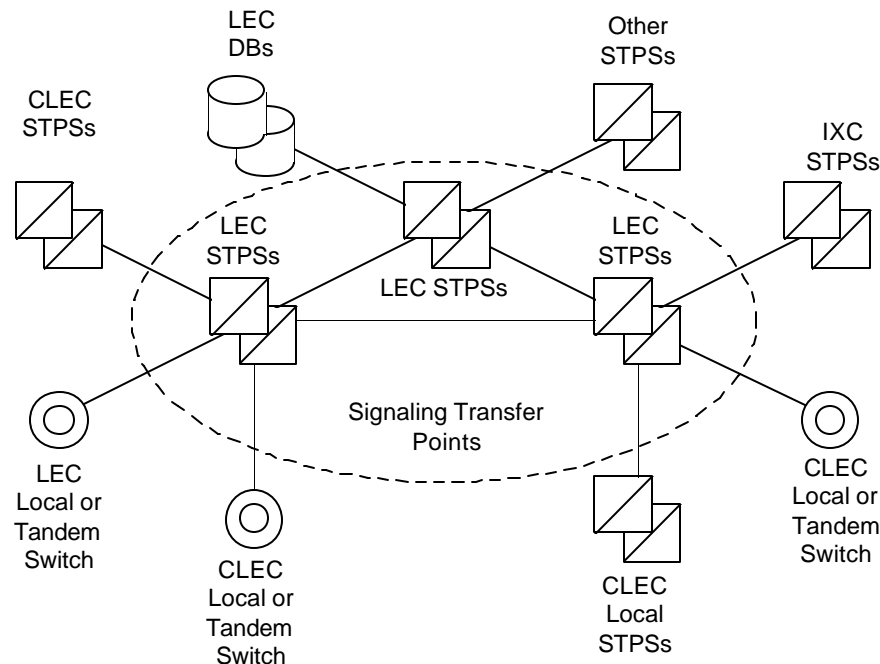 LEC
DBs
Other
STPSs
CLEC
STPSs
IXC
STPSs
LEC
STPSs
LEC
STPSs
LEC STPSs
Signaling Transfer
Points
LEC
Local or
Tandem
Switch
CLEC
Local or
Tandem
Switch
CLEC
Local
STPSs
CLEC
Local or
Tandem
Switch